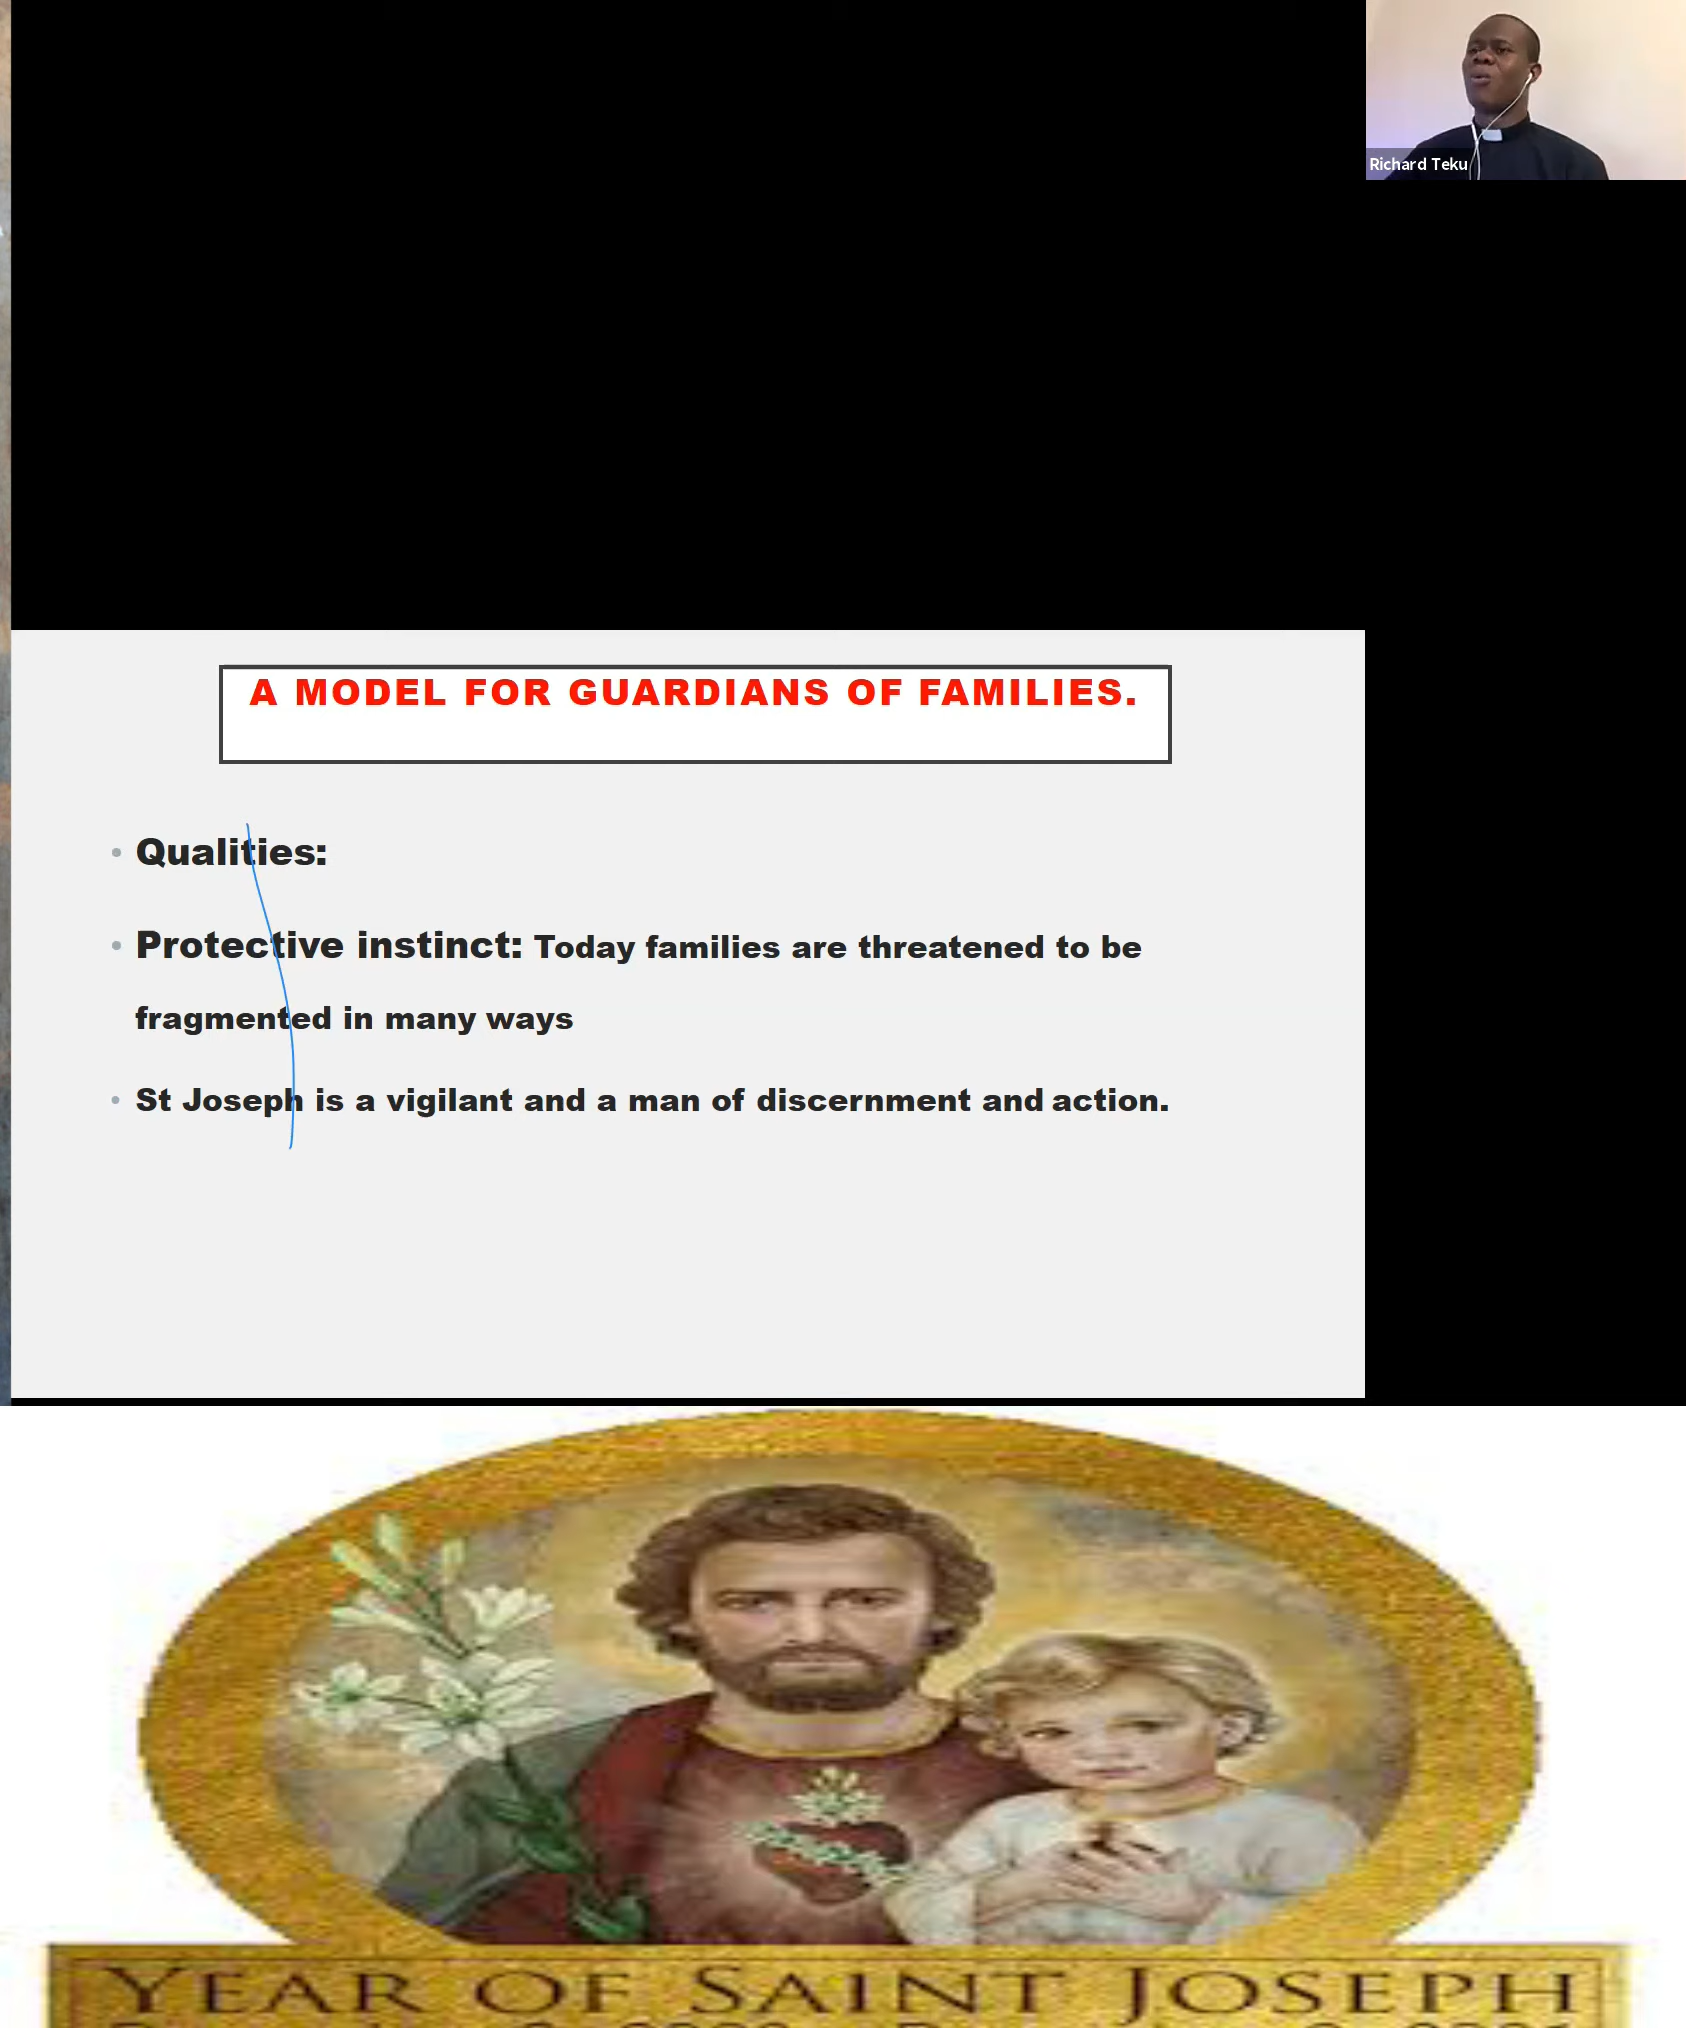 Richard Teku
A MODEL FOR GUARDIANS OF FAMILIES.
• Qualities:
• Protective instinct: Today families are threatened to be
fragmented in many ways
• St Joseph is a vigilant and a man of discernment and action.
YEAR OF SAINT JOSEPH